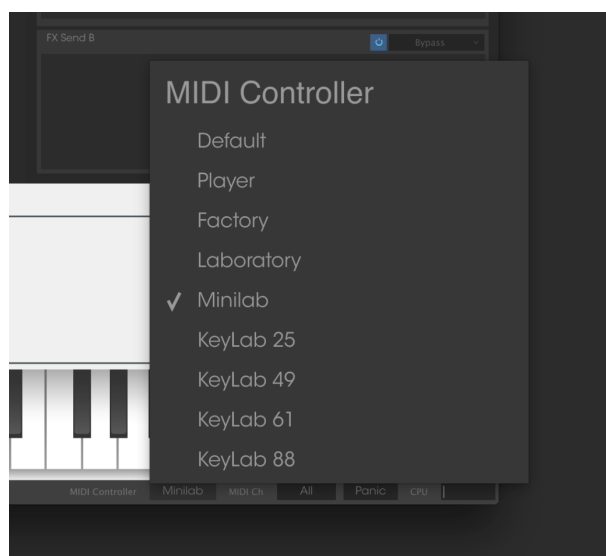 FX Send B
Bypass
MIDI Controller
Default
Player
Factory
Laboratory
Minilab
KeyLab 25
KeyLab 49
KeyLab 61
KeyLab 88
MIDI Controller Minilab MIDI Ch All Panic CPU